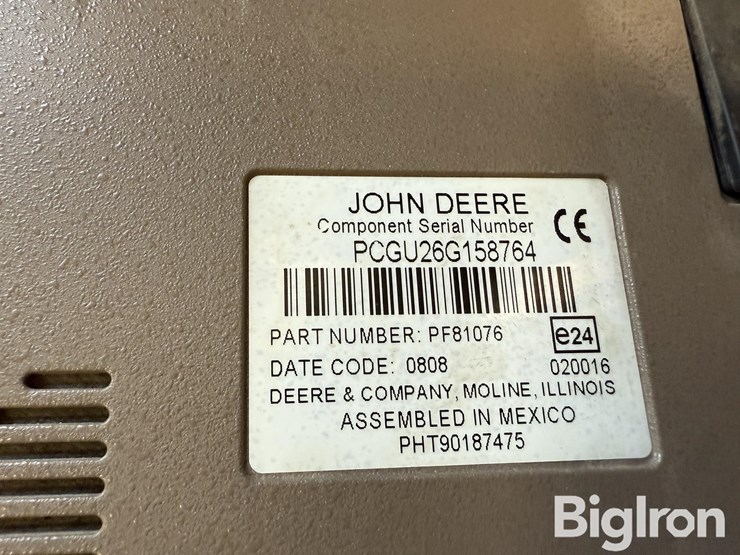 JOHN DEERE
Component Serial Number
CE
PCGU26G158764
PART NUMBER: PF81076
e24
DATE CODE: 0808
020016
DEERE & COMPANY, MOLINE, ILLINOIS
ASSEMBLED IN MEXICO
PHT90187475
BigIron